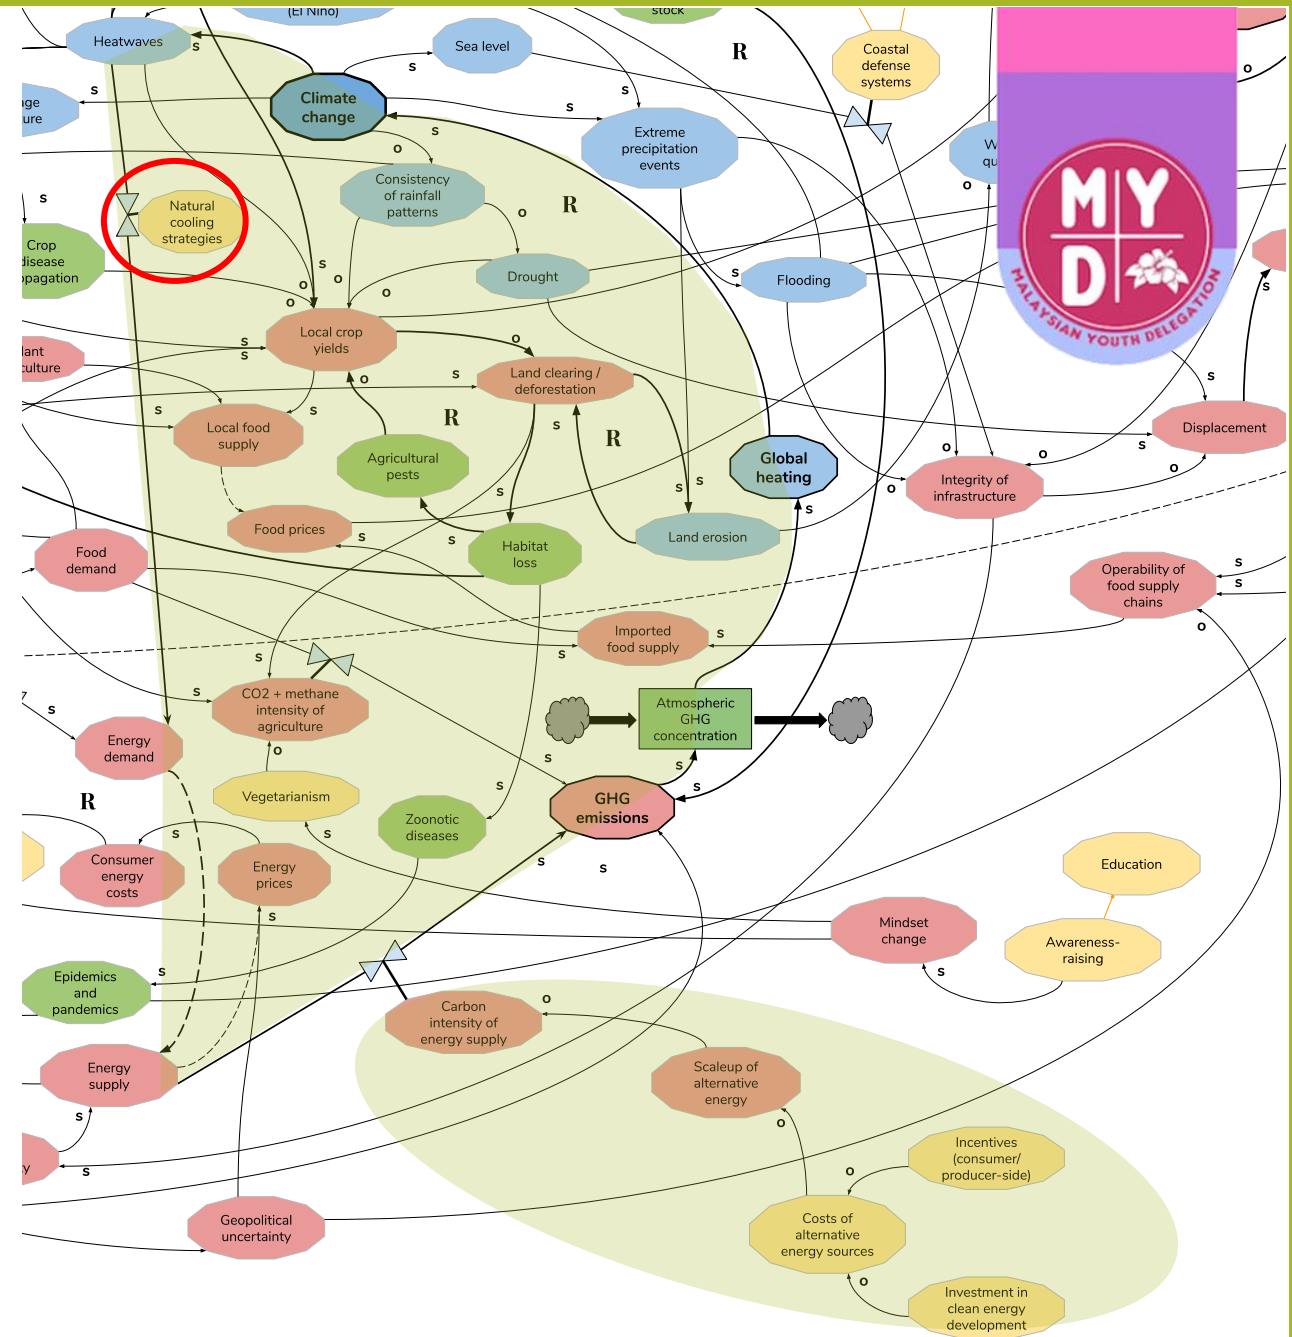 (El Nino)
stock
Heatwaves
s
Sea level
s
R
Coastal
defense
systems
o
s
Climate
change
s
s
s
Extreme
precipitation
events
s
o
Consistency
of rainfall
patterns
o
R
o
s
Natural
cooling
strategies
Crop
disease
s
o
o
s
o
Drought
o
s
Flooding
M Y
D
MALAYSIAN YOUTH DELEGATION
s
Local crop
yields
o
s
s
o
s
Land clearing /
deforestation
s
s
s
s
Local food
supply
R
R
Agricultural
pests
Global
heating
s
s
s
s
s
Displacement
s
o
o
o
Integrity of
infrastructure
o
Food prices
s
s
Habitat
loss
Land erosion
Food
demand
Operability of
food supply
chains
s
s
o
Imported
food supply
s
s
s
s
CO2 + methane
intensity of
agriculture
Atmospheric
GHG
concentration
s
Energy
demand
o
s
s
s
Vegetarianism
s
GHG
emissions
R
s
s
Zoonotic
diseases
Consumer
energy
costs
Energy
prices
s
s
s
Education
Mindset
change
Awareness-
raising
s
Epidemics
and
pandemics
s
Carbon
intensity of
energy supply
o
Energy
supply
s
s
Scaleup of
alternative
energy
o
Incentives
(consumer/
producer-side)
o
Geopolitical
uncertainty
Costs of
alternative
energy sources
o
Investment in
clean energy
development